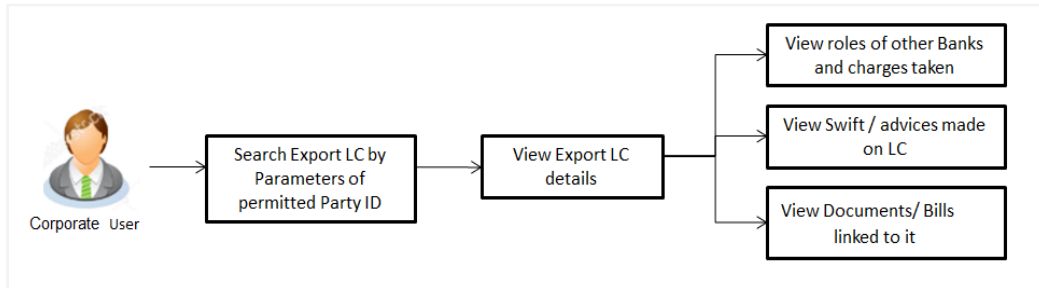 Corporate User
Search Export LC by
Parameters of
permitted Party ID
View Export LC
details
View roles of other Banks
and charges taken
View Swift / advices made
on LC
View Documents/ Bills
linked to it